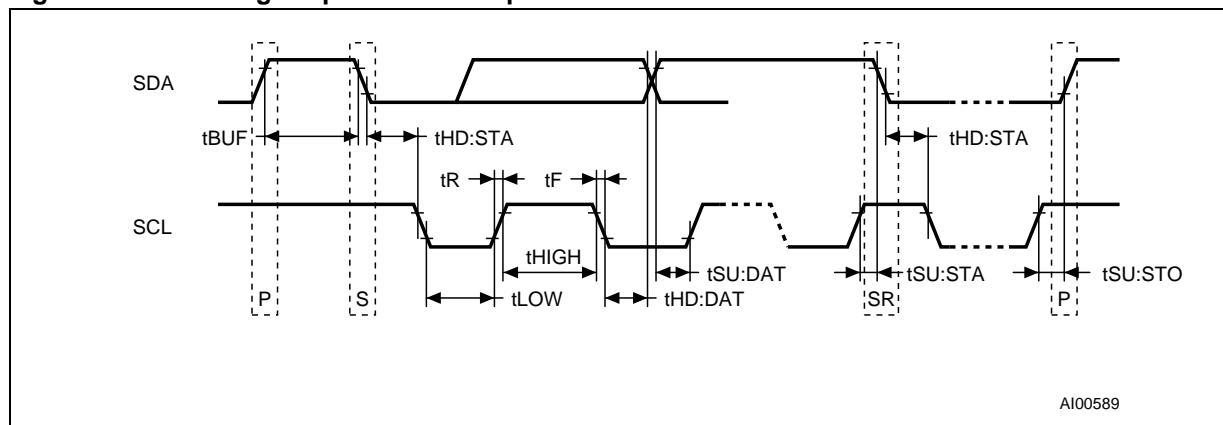 SDA
tBUF
tHD:STA
tHD:STA
tR
tF
SCL
tHIGH
tSU:DAT
tSU:STA
tSU:STO
P
S
tLOW
tHD:DAT
SR
P
AI00589